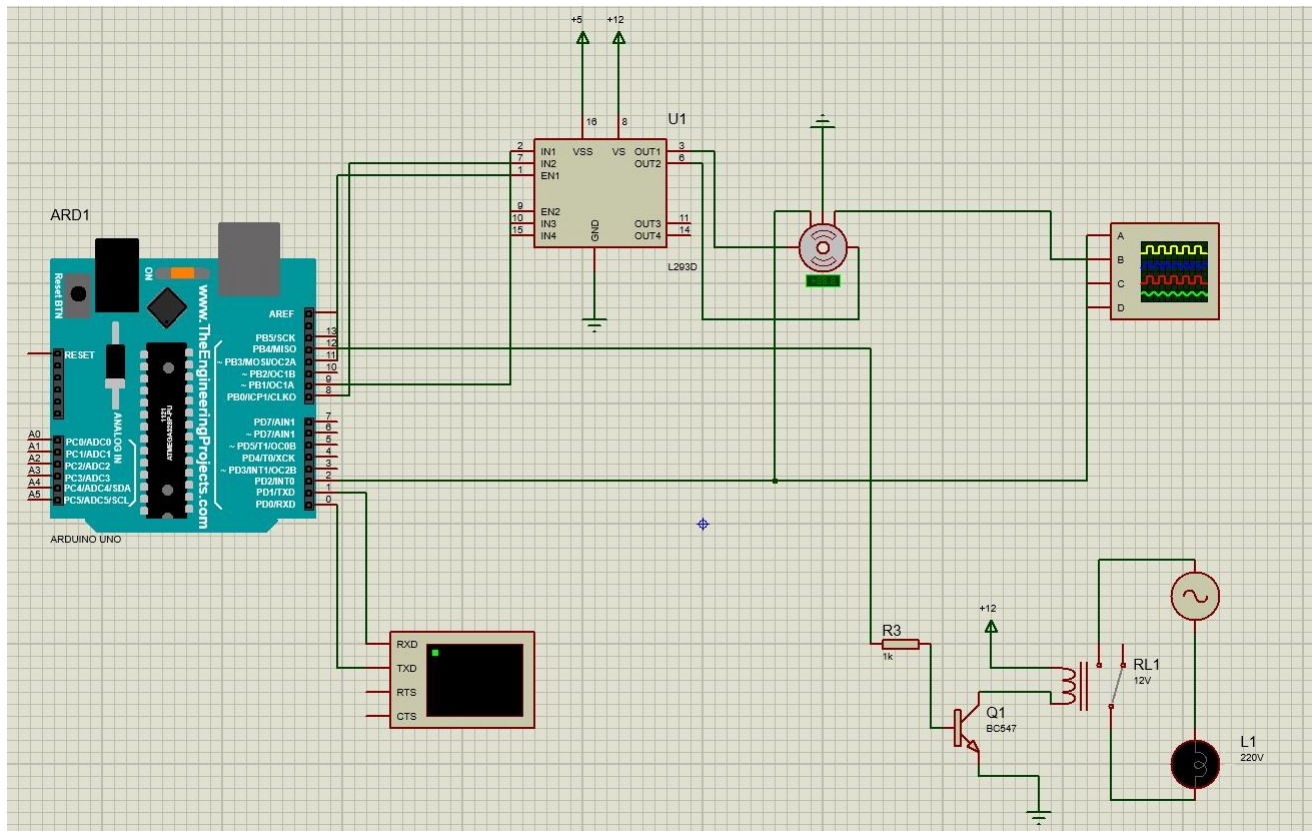 +5
+12
U1
16
8
2
7
1
9
10
15
IN1
IN2
EN1
EN2
IN3
IN4
VSS
VS
GND
OUT1
OUT2
OUT3
OUT4
3
6
11
14
L293D
ARD1
Reset BTN
ON
www.TheEngineeringProjects.com
ANALOG IN
1121
ATMEGA328P-PU
AREF
PB5/SCK
PB4/MISO
~ PB3/MOSI/OC2A
~ PB2/OC1B
~ PB1/OC1A
PB0/ICP1/CLKO
13
12
11
10
9
8
PD7/AIN1
~ PD7/AIN1
~ PD5/T1/OC0B
PD4/T0/XCK
~ PD3/INT1/OC2B
PD2/INT0
PD1/TXD
PD0/RXD
7
6
5
4
3
2
1
0
RESET
A0
A1
A2
A3
A4
A5
PC0/ADC0
PC1/ADC1
PC2/ADC2
PC3/ADC3
PC4/ADC4/SDA
PC5/ADC5/SCL
ARDUINO UNO
A
B
C
D
RXD
TXD
RTS
CTS
R3
1k
+12
Q1
BC547
RL1
12V
L1
220V